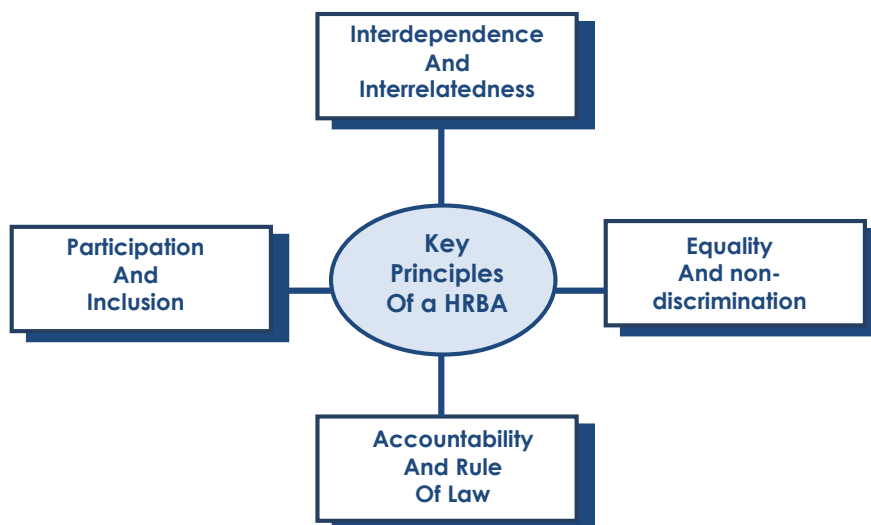 Interdependence
And
Interrelatedness
Participation
And
Inclusion
Key
Principles
Of a HRBA
Equality
And non-
discrimination
Accountability
And Rule
Of Law